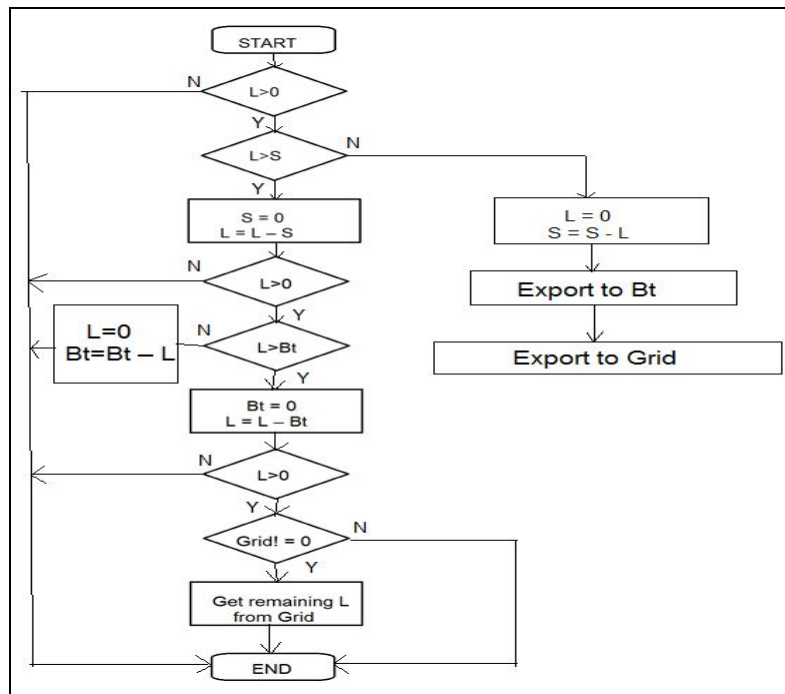 START
N
L>0
Y
L>S
N
Y
S = 0
L = L – S
L = 0
S = S - L
N
L>0
Export to Bt
Y
L=0
Bt=Bt – L
N
L>Bt
Export to Grid
Y
Bt = 0
L = L – Bt
N
L>0
Y
Grid! = 0
N
Y
Get remaining L
from Grid
END